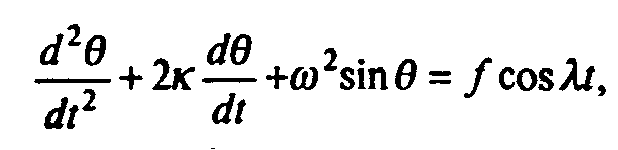 d²θ/dt² + 2κ dθ/dt + ω² sin θ = f cos λt,